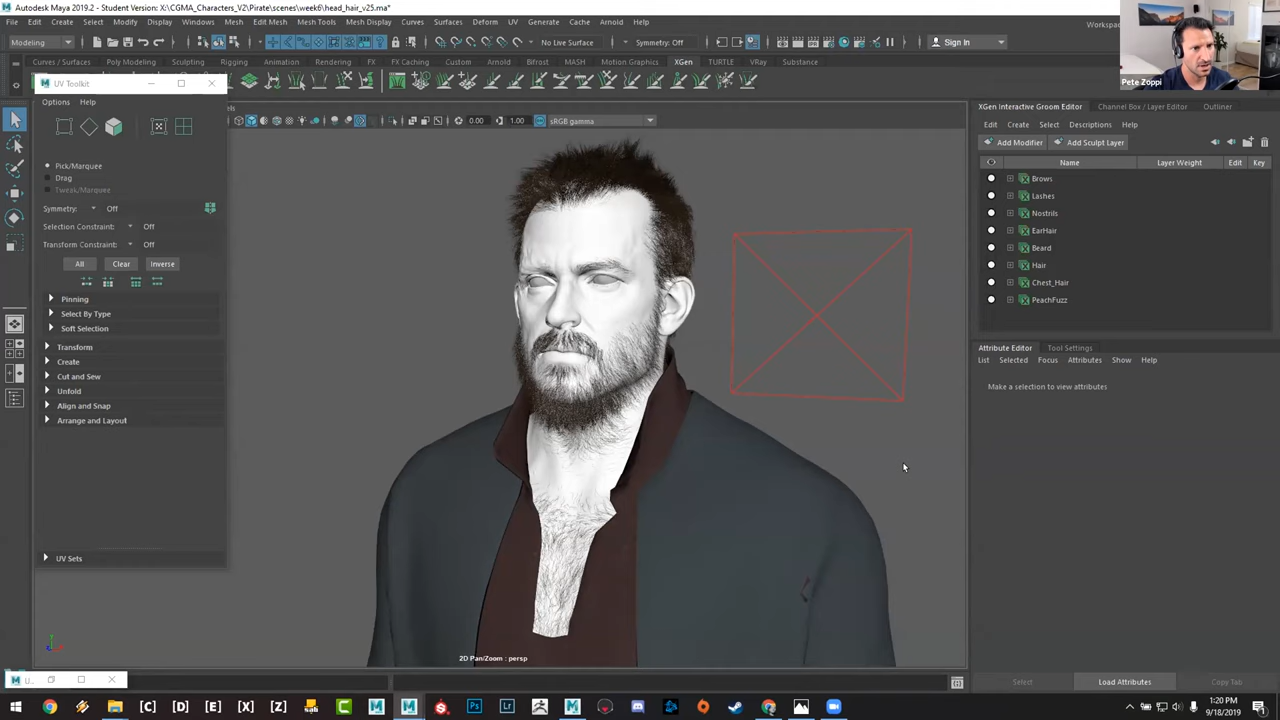 Autodesk Maya 2019.2 - Student Version: X:\CGMA_Characters_V2\Pirate\scenes\week6\head_hair_v25.ma*
File Edit Create Select Modify Display Windows Mesh Edit Mesh Mesh Tools Mesh Display Curves Surfaces Deform UV Generate Cache Arnold Help Workspa
Modeling No Live Surface Symmetry: Off Sign In
Curves / Surfaces Poly Modeling Sculpting Rigging Animation Rendering FX FX Caching Custom Arnold Bifrost MASH Motion Graphics XGen TURTLE VRay Substance
Pete Zoppi
UV Toolkit
Options Help
els
0.00 1.00 sRGB gamma
Pick/Marquee
Drag
Tweak/Marquee
Symmetry: Off
Selection Constraint: Off
Transform Constraint: Off
All Clear Inverse
Pinning
Select By Type
Soft Selection
Transform
Create
Cut and Sew
Unfold
Align and Snap
Arrange and Layout
UV Sets
U..
2D Pan/Zoom : persp
XGen Interactive Groom Editor Channel Box / Layer Editor Outliner
Edit Create Select Descriptions Help
Add Modifier Add Sculpt Layer
Name Layer Weight Edit Key
Brows
Lashes
Nostrils
EarHair
Beard
Hair
Chest_Hair
PeachFuzz
Attribute Editor Tool Settings
List Selected Focus Attributes Show Help
Make a selection to view attributes
Select Load Attributes Copy Tab
[C] [D] [E] [X] [Z] Ps Lr
1:20 PM
9/18/2019